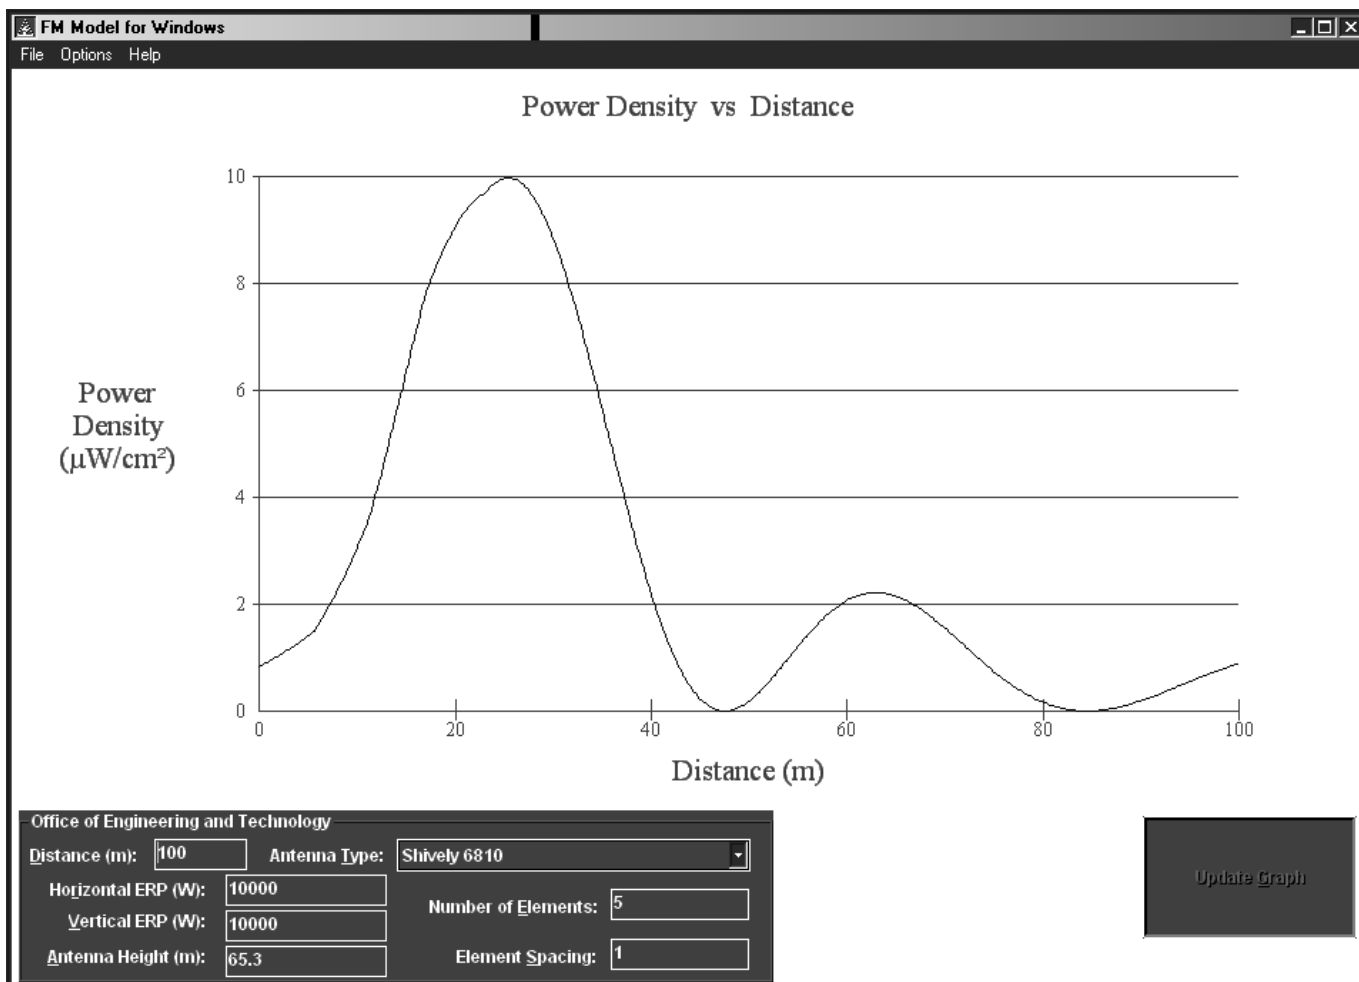 FM Model for Windows
File Options Help
Power Density vs Distance
10
8
6
4
2
0
Power
Density
(µW/cm²)
0 20 40 60 80 100
Distance (m)
Office of Engineering and Technology
Distance (m): 100 Antenna Type: Shively 6810
Horizontal ERP (W): 10000
Vertical ERP (W): 10000
Antenna Height (m): 65.3
Number of Elements: 5
Element Spacing: 1
Update Graph